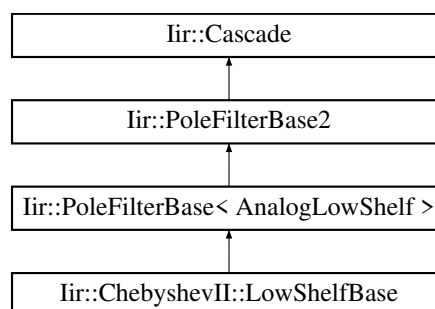 Iir::Cascade
Iir::PoleFilterBase2
Iir::PoleFilterBase< AnalogLowShelf >
Iir::ChebyshevII::LowShelfBase